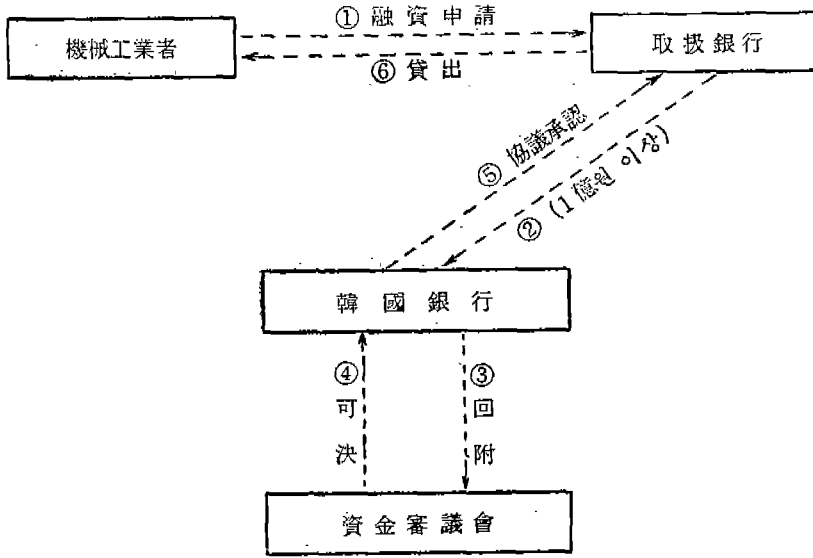 ① 融資申請
機械工業者
取扱銀行
⑥ 貸出
⑤ 協議承認
② (1億원 이상)
韓國銀行
④ 可決
③ 回附
資金審議會